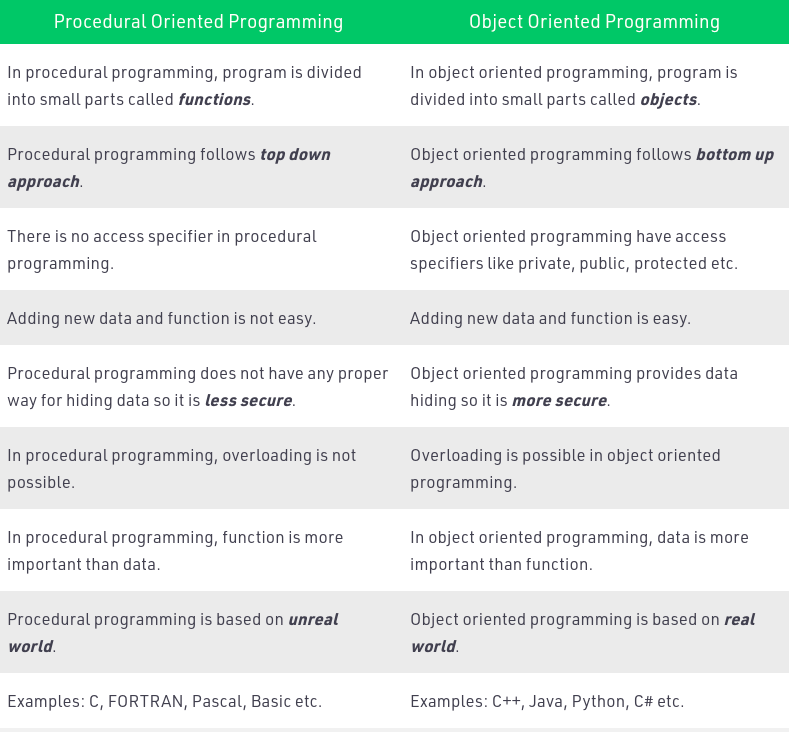 Procedural Oriented Programming
Object Oriented Programming
In procedural programming, program is divided
into small parts called functions.
In object oriented programming, program is
divided into small parts called objects.
Procedural programming follows top down
approach.
Object oriented programming follows bottom up
approach.
There is no access specifier in procedural
programming.
Object oriented programming have access
specifiers like private, public, protected etc.
Adding new data and function is not easy.
Adding new data and function is easy.
Procedural programming does not have any proper
way for hiding data so it is less secure.
Object oriented programming provides data
hiding so it is more secure.
In procedural programming, overloading is not
possible.
Overloading is possible in object oriented
programming.
In procedural programming, function is more
important than data.
In object oriented programming, data is more
important than function.
Procedural programming is based on unreal
world.
Object oriented programming is based on real
world.
Examples: C, FORTRAN, Pascal, Basic etc.
Examples: C++, Java, Python, C# etc.